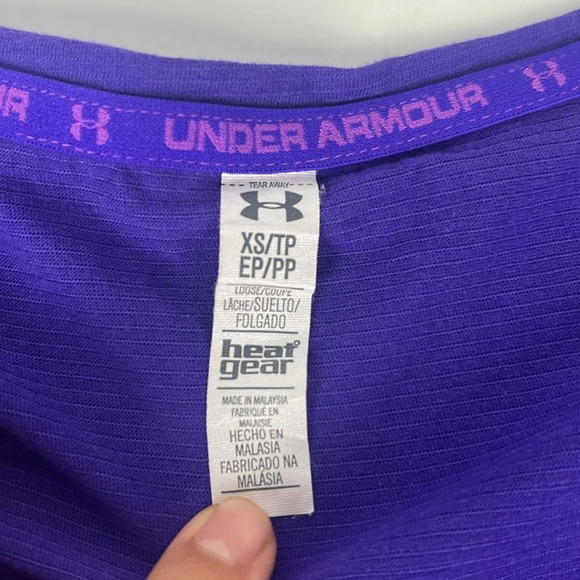 UR
UNDER ARMOUR
TEAR AWAY
XS/TP
EP/PP
LOOSE/COUPE
LÂCHE/SUELTO/
FOLGADO
heat
gear
MADE IN MALAYSIA
FABRIQUÉ EN
MALAISIE
HECHO EN
MALASIA
FABRICADO NA
MALÁSIA